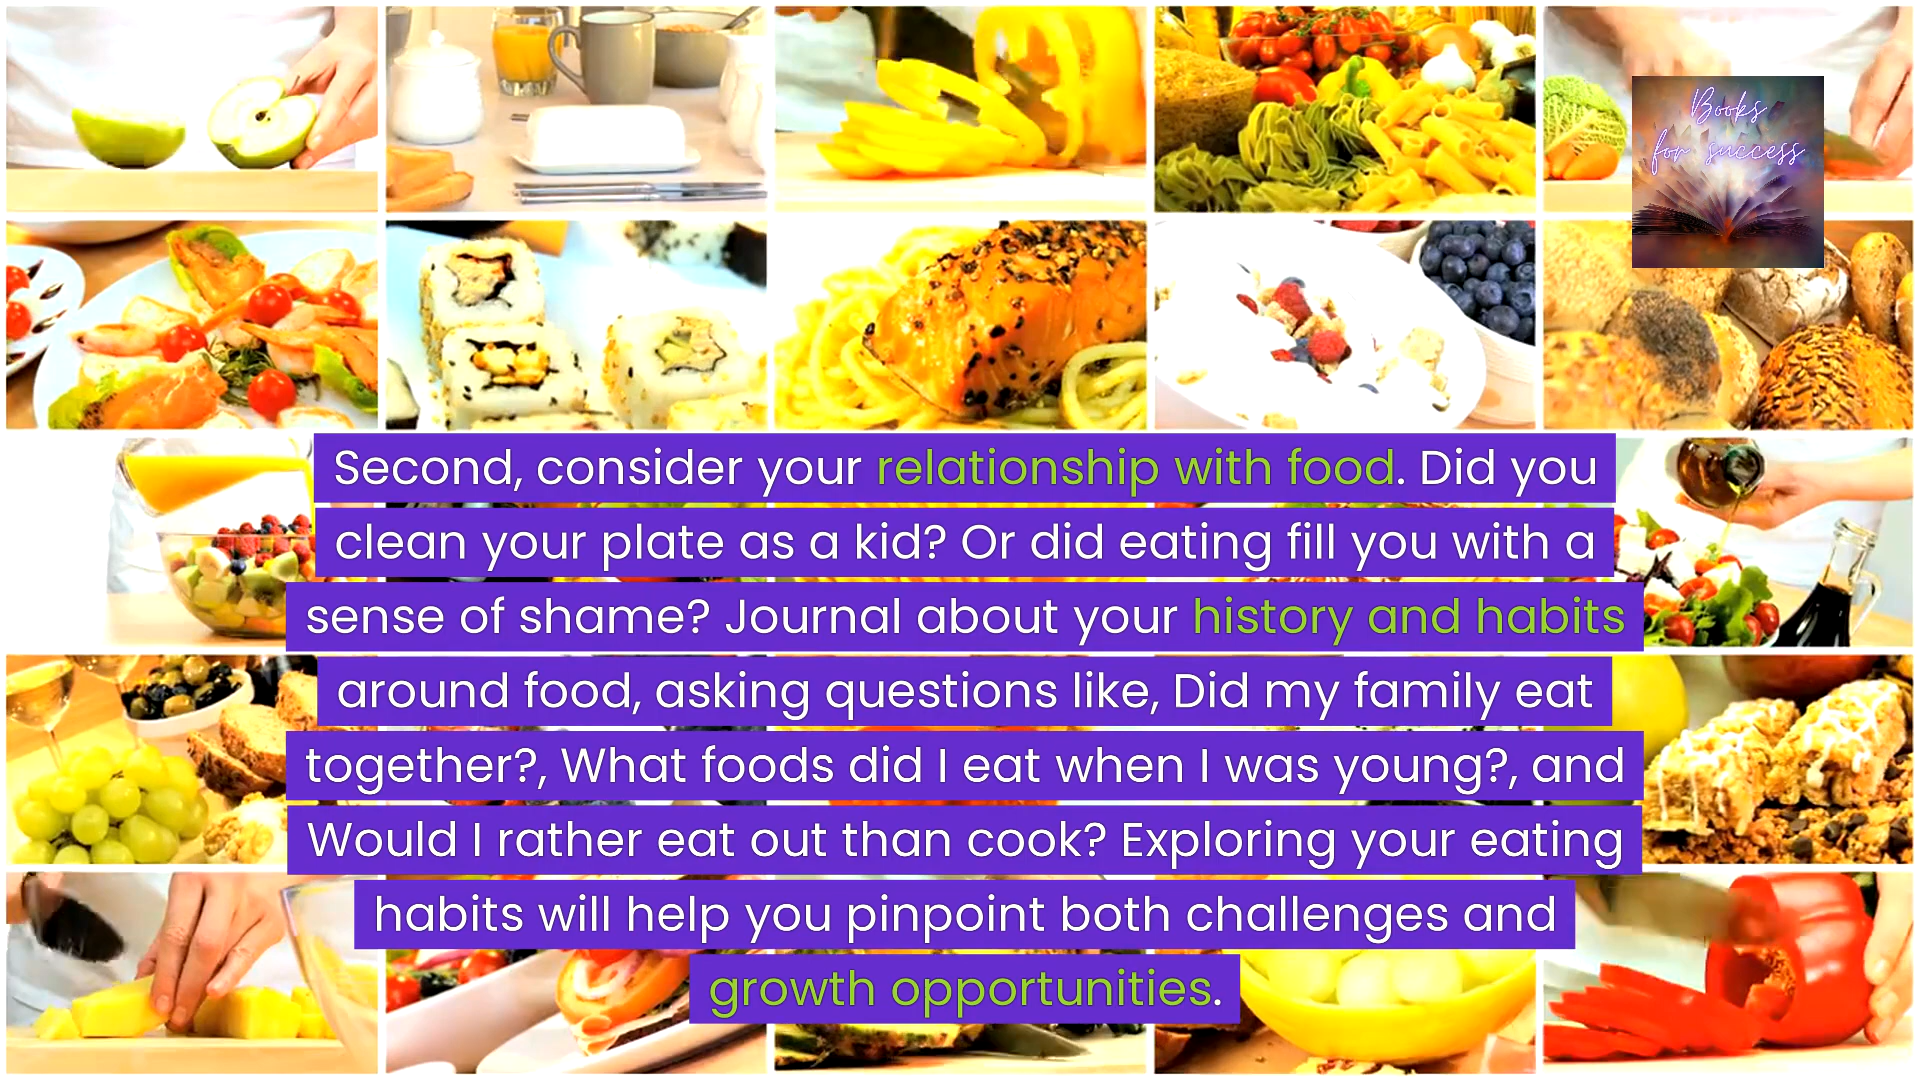 Books
for success
Second, consider your relationship with food. Did you
clean your plate as a kid? Or did eating fill you with a
sense of shame? Journal about your history and habits
around food, asking questions like, Did my family eat
together?, What foods did I eat when I was young?, and
Would I rather eat out than cook? Exploring your eating
habits will help you pinpoint both challenges and
growth opportunities.